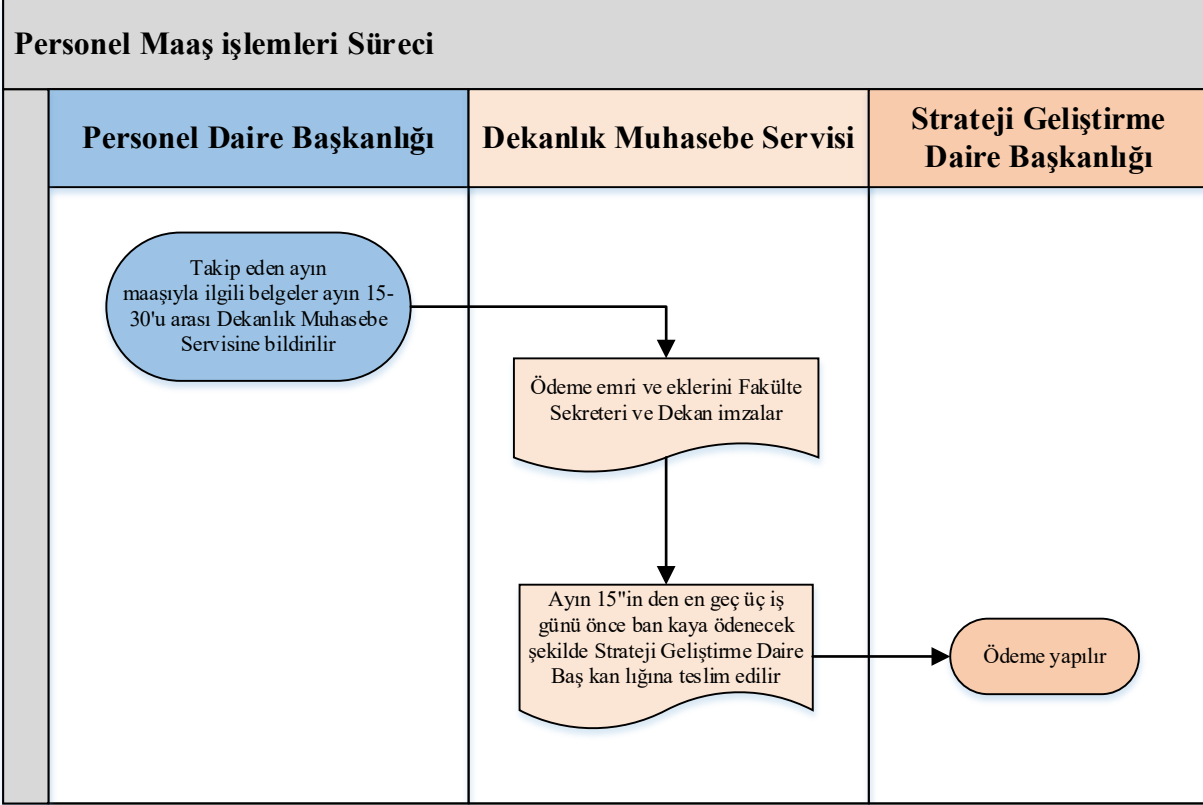 Personel Maaş işlemleri Süreci
Personel Daire Başkanlığı
Dekanlık Muhasebe Servisi
Strateji Geliştirme
Daire Başkanlığı
Takip eden ayın
maaşıyla ilgili belgeler ayın 15-
30'u arası Dekanlık Muhasebe
Servisine bildirilir
Ödeme emri ve eklerini Fakülte
Sekreteri ve Dekan imzalar
Ayın 15"in den en geç üç iş
günü önce ban kaya ödenecek
şekilde Strateji Geliştirme Daire
Baş kan lığına teslim edilir
Ödeme yapılır